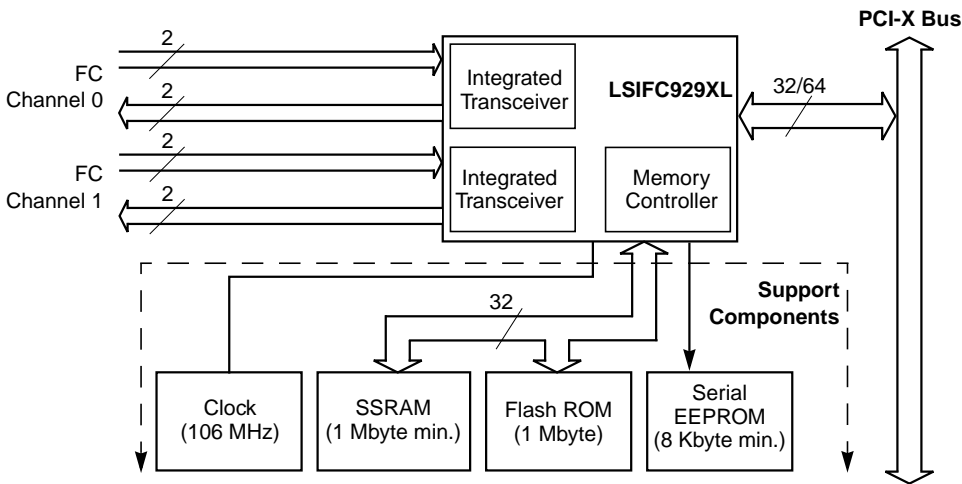 PCI-X Bus
2
FC
Channel 0
2
Integrated
Transceiver
LSIFC929XL
32/64
2
FC
Channel 1
2
Integrated
Transceiver
Memory
Controller
Support
Components
32
Clock
(106 MHz)
SSRAM
(1 Mbyte min.)
Flash ROM
(1 Mbyte)
Serial
EEPROM
(8 Kbyte min.)